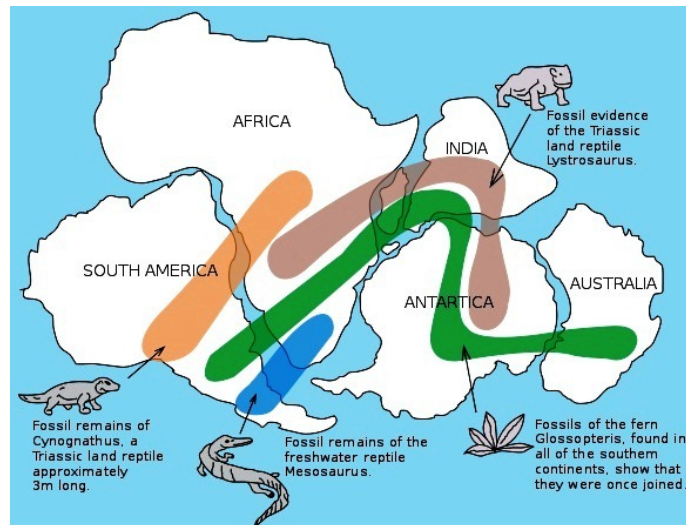 AFRICA
INDIA
Fossil evidence
of the Triassic
land reptile
Lystrosaurus.
SOUTH AMERICA
ANTARTICA
AUSTRALIA
Fossil remains of
Cynognathus, a
Triassic land reptile
approximately
3m long.
Fossil remains of the
freshwater reptile
Mesosaurus.
Fossils of the fern
Glossopteris, found in
all of the southern
continents, show that
they were once joined.